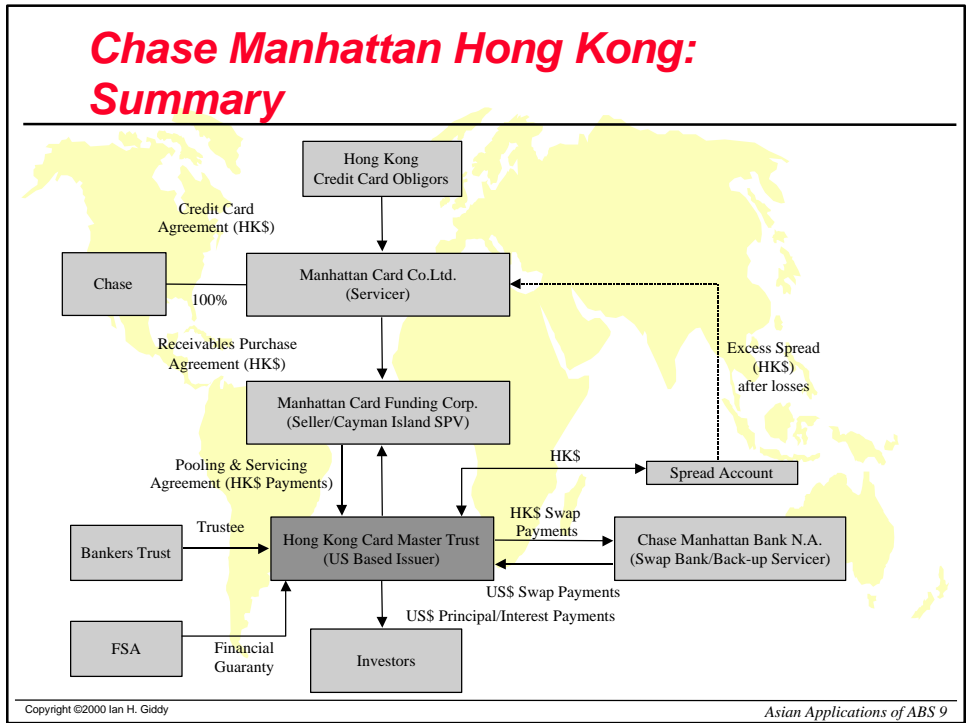 Chase Manhattan Hong Kong:
Summary
Hong Kong
Credit Card Obligors
Credit Card
Agreement (HK$)
Chase
100%
Manhattan Card Co.Ltd.
(Servicer)
Receivables Purchase
Agreement (HK$)
Excess Spread
(HK$)
after losses
Manhattan Card Funding Corp.
(Seller/Cayman Island SPV)
Pooling & Servicing
Agreement (HK$ Payments)
HK$
Spread Account
Bankers Trust
Trustee
Hong Kong Card Master Trust
(US Based Issuer)
HK$ Swap
Payments
Chase Manhattan Bank N.A.
(Swap Bank/Back-up Servicer)
US$ Swap Payments
US$ Principal/Interest Payments
FSA
Financial
Guaranty
Investors
Copyright ©2000 Ian H. Giddy
Asian Applications of ABS 9